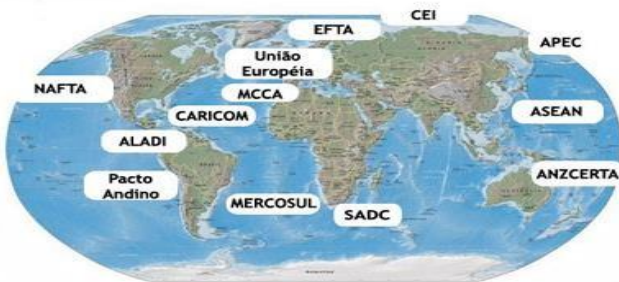 CEI
EFTA
APEC
União
Européia
NAFTA
MCCA
ASEAN
CARICOM
ALADI
Pacto
Andino
ANZCERTA
MERCOSUL
SADC